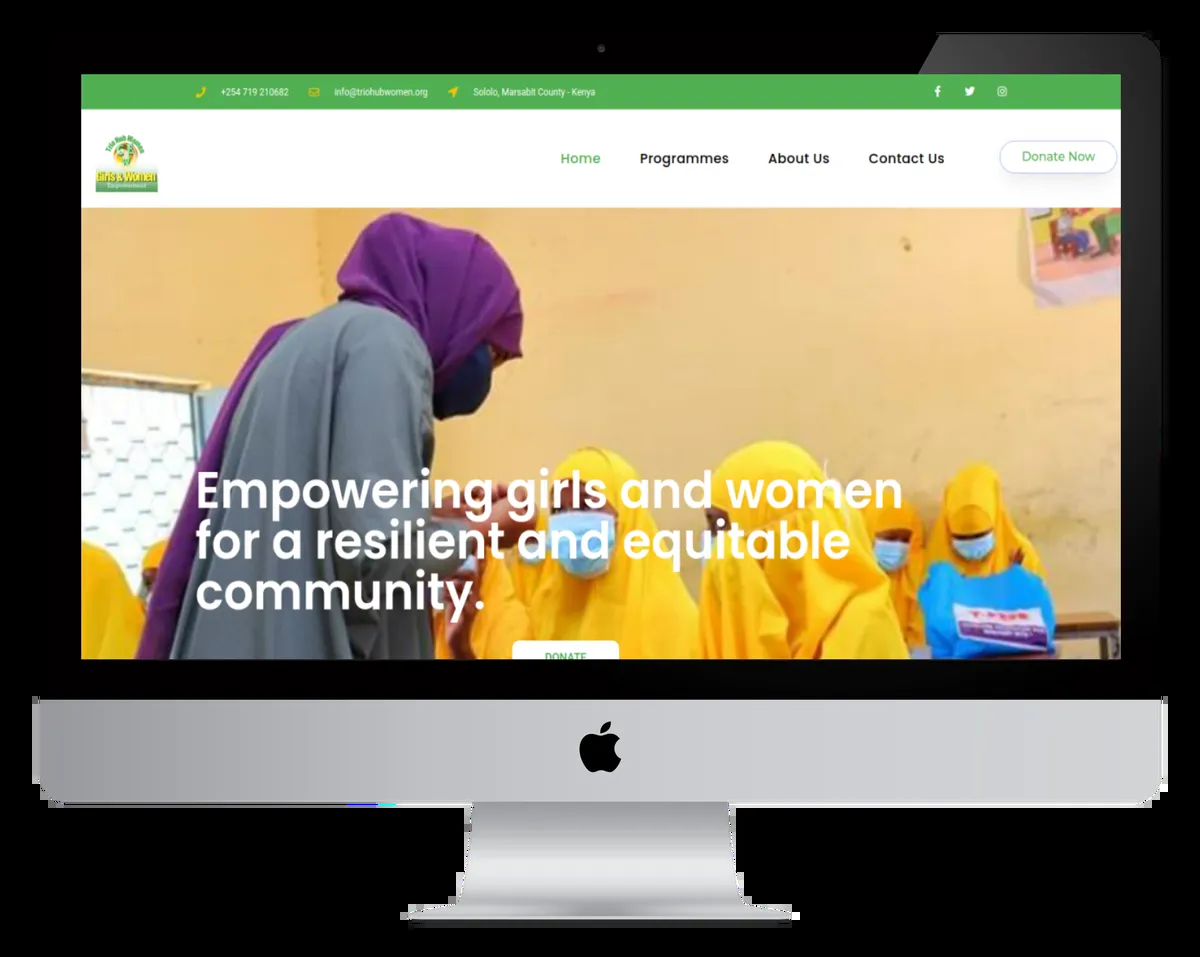 +254 719 210682
info@triohubwomen.org
Sololo, Marsabit County - Kenya
Trio Hub Women
Girls & Women
Empowerment
Home
Programmes
About Us
Contact Us
Donate Now
Empowering girls and women
for a resilient and equitable
community.
DONATE